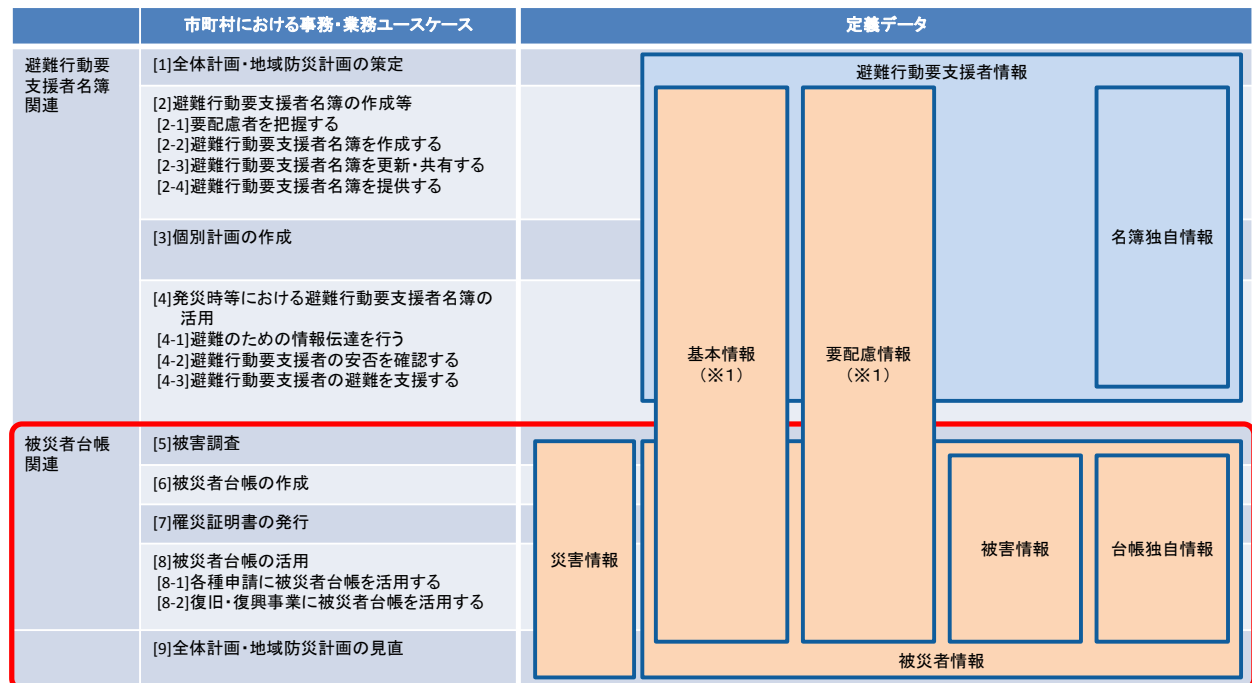 市町村における事務・業務ユースケース
定義データ
避難行動要
支援者名簿
関連
[1]全体計画・地域防災計画の策定
[2]避難行動要支援者名簿の作成等
[2-1]要配慮者を把握する
[2-2]避難行動要支援者名簿を作成する
[2-3]避難行動要支援者名簿を更新・共有する
[2-4]避難行動要支援者名簿を提供する
[3]個別計画の作成
[4]発災時等における避難行動要支援者名簿の
活用
[4-1]避難のための情報伝達を行う
[4-2]避難行動要支援者の安否を確認する
[4-3]避難行動要支援者の避難を支援する
避難行動要支援者情報
基本情報
（※1）
要配慮情報
（※1）
名簿独自情報
被災者台帳
関連
[5]被害調査
[6]被災者台帳の作成
[7]罹災証明書の発行
[8]被災者台帳の活用
[8-1]各種申請に被災者台帳を活用する
[8-2]復旧・復興事業に被災者台帳を活用する
[9]全体計画・地域防災計画の見直
災害情報
被害情報
台帳独自情報
被災者情報